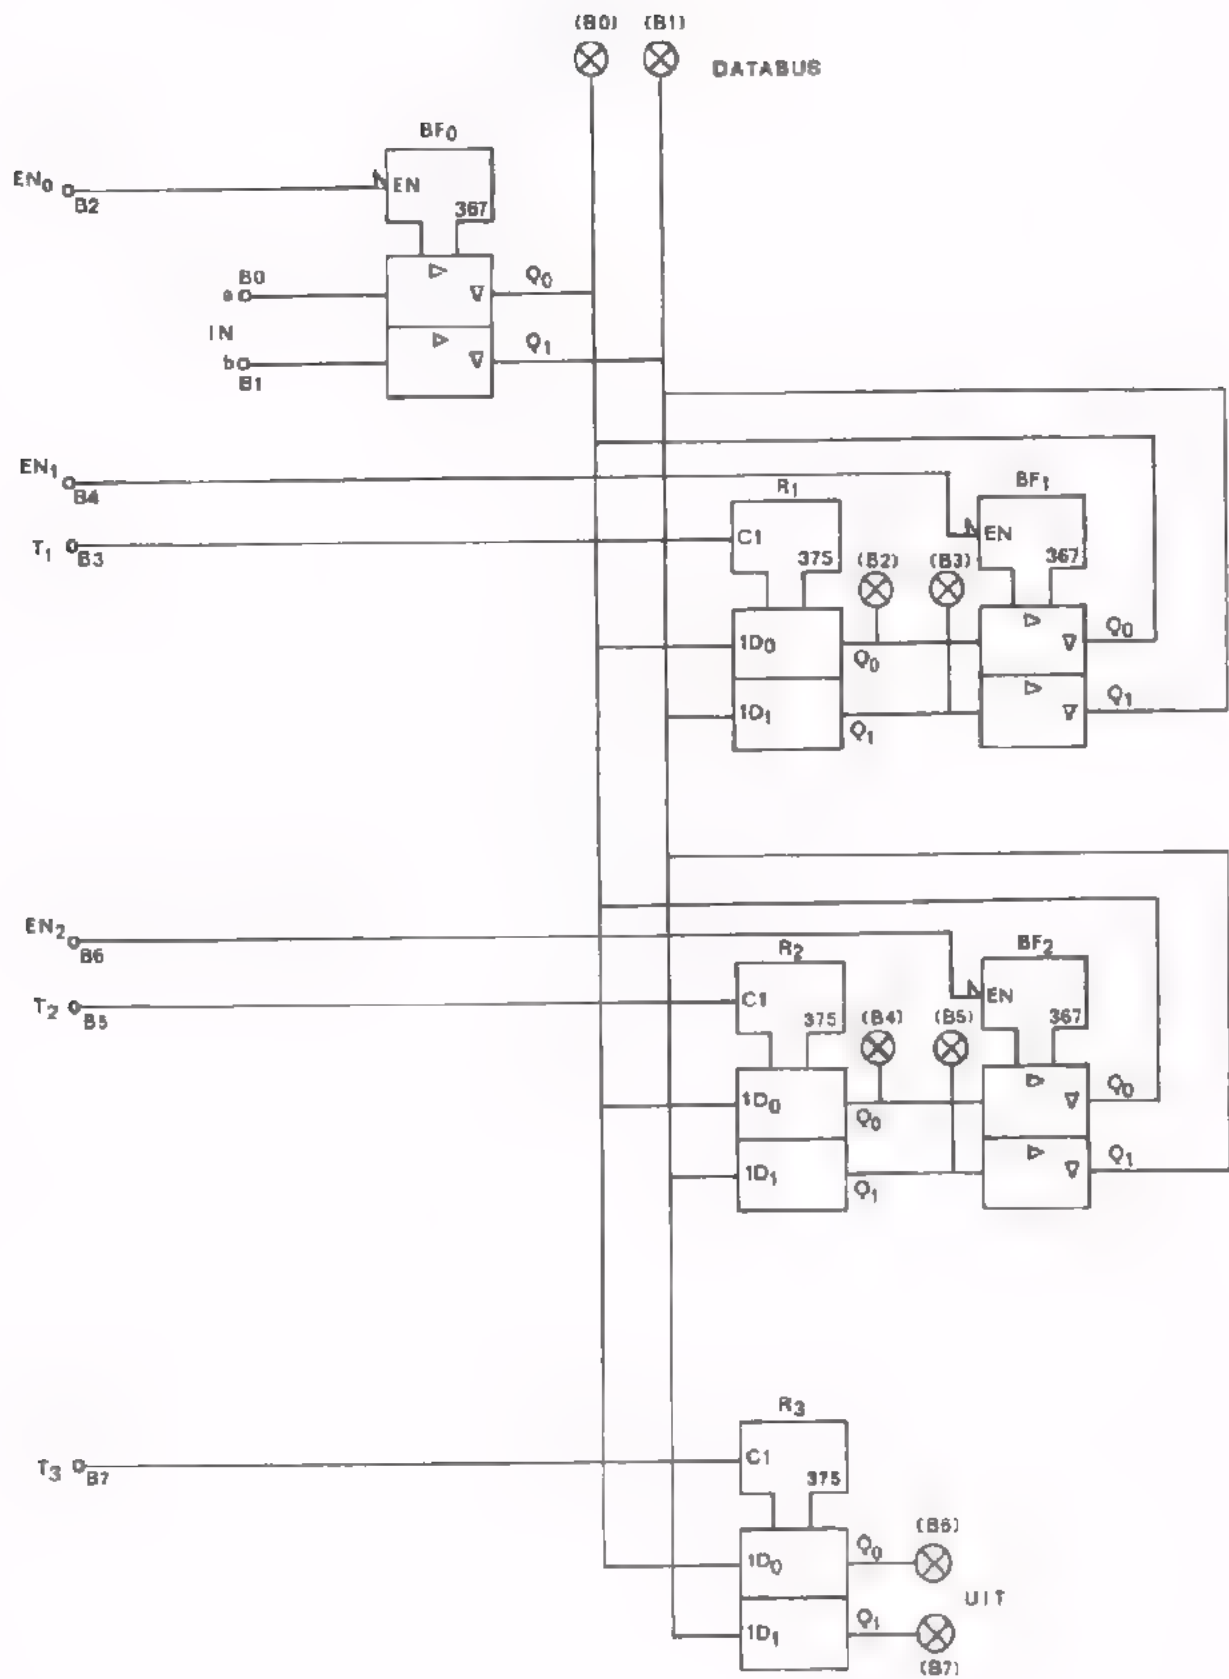 (B0) (B1)
DATABUS
BF0
EN0
B2
EN
367
B0
a
Q0
IN
b
B1
Q1
EN1
B4
R1
BF1
T1
B3
C1
375
(B2)
(B3)
EN
367
1D0
Q0
Q0
1D1
Q1
Q1
EN2
B6
R2
BF2
T2
B5
C1
375
(B4)
(B5)
EN
367
1D0
Q0
Q0
1D1
Q1
Q1
R3
T3
B7
C1
375
1D0
Q0
(B6)
UIT
1D1
Q1
(B7)